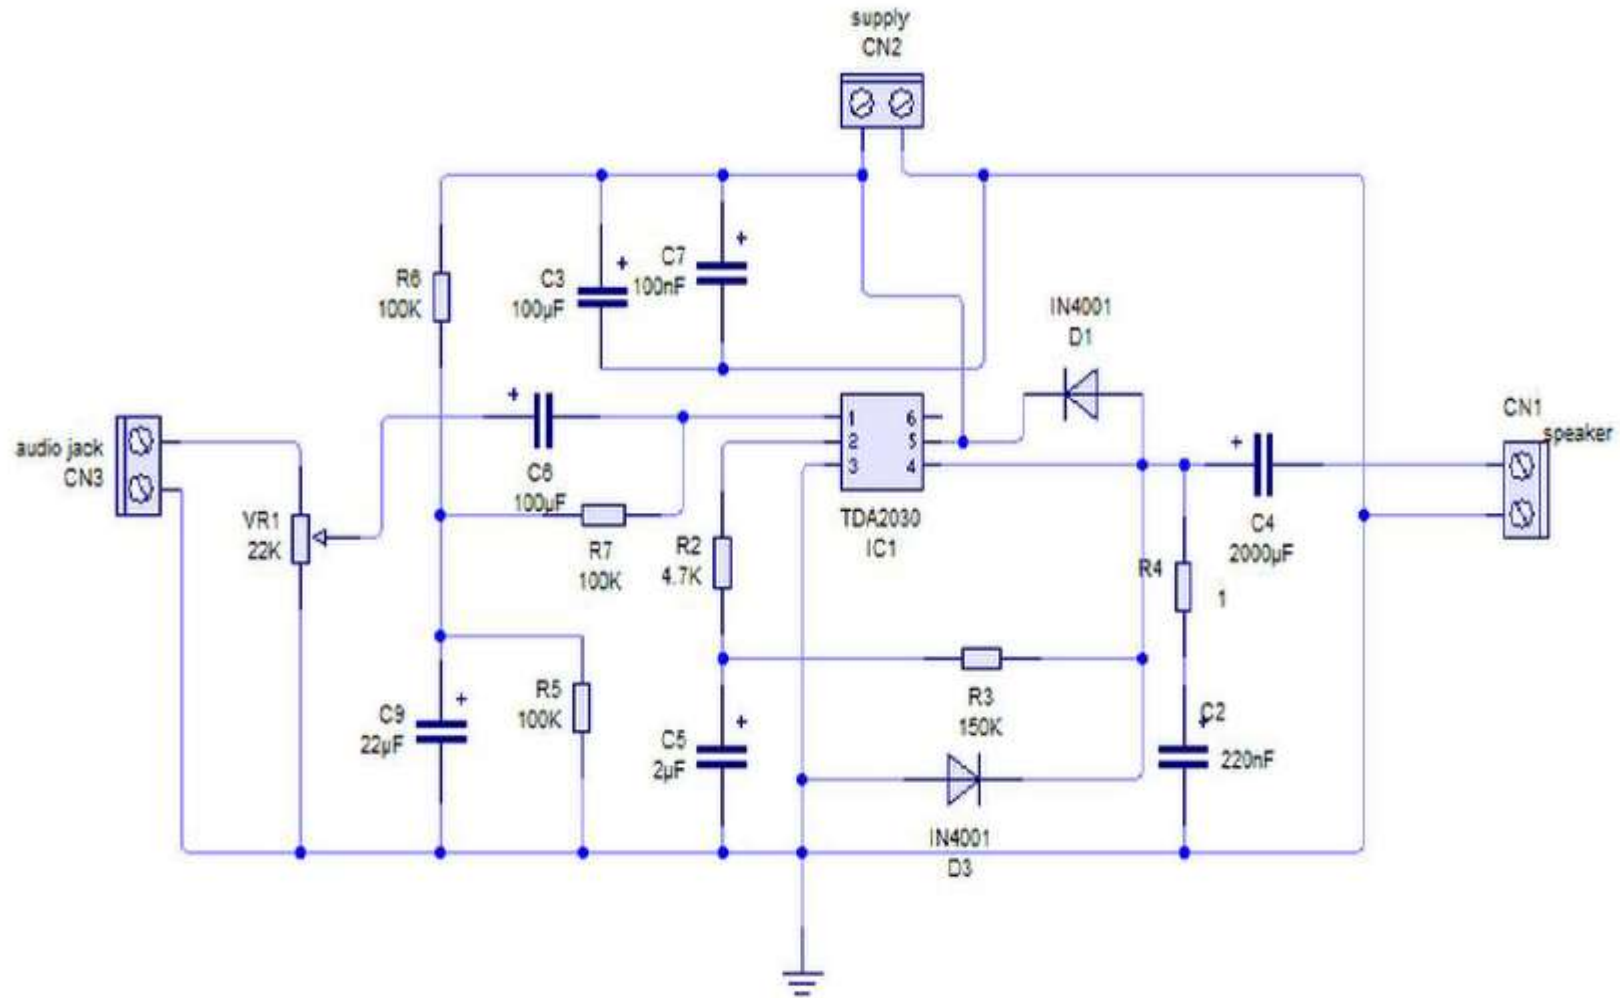 supply
CN2
R6
100K
C3
100µF
C7
100nF
IN4001
D1
audio jack
CN3
VR1
22K
C6
100µF
R7
100K
1
2
3
6
5
4
TDA2030
IC1
R2
4.7K
CN1
speaker
C4
2000µF
R4
1
R3
150K
C9
22µF
R5
100K
C5
2µF
C2
220nF
IN4001
D3